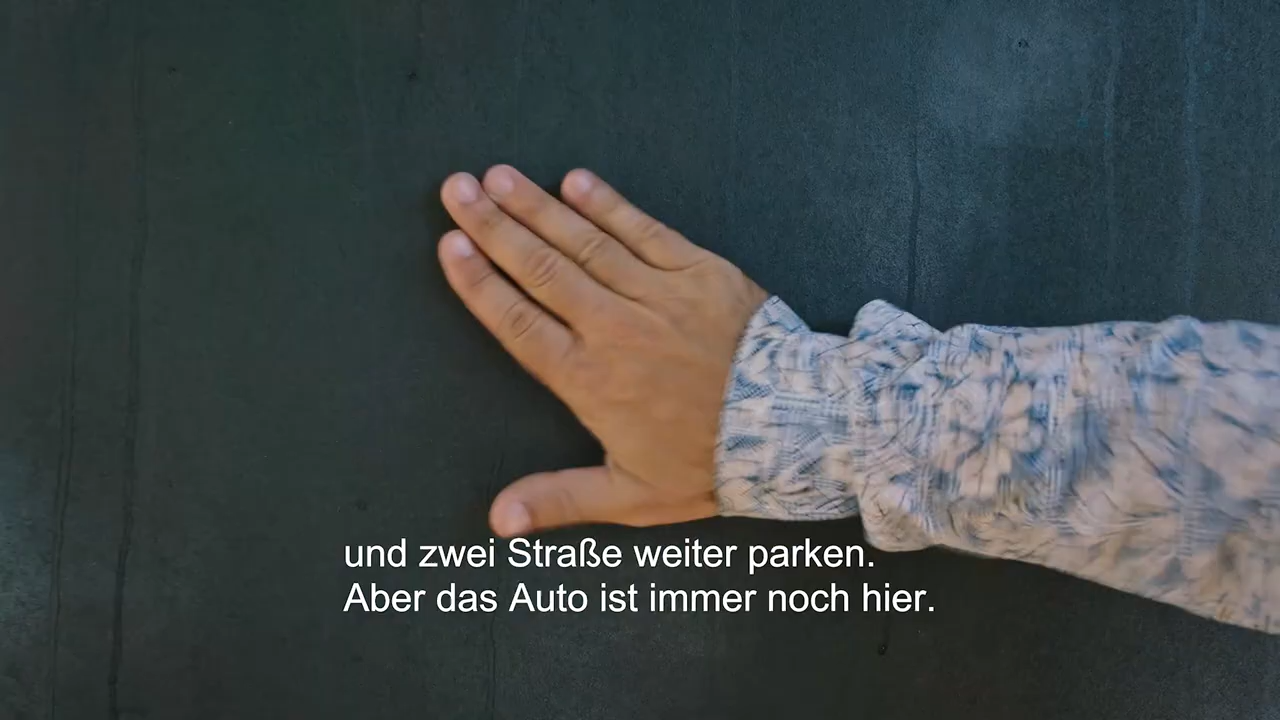 und zwei Straße weiter parken.
Aber das Auto ist immer noch hier.